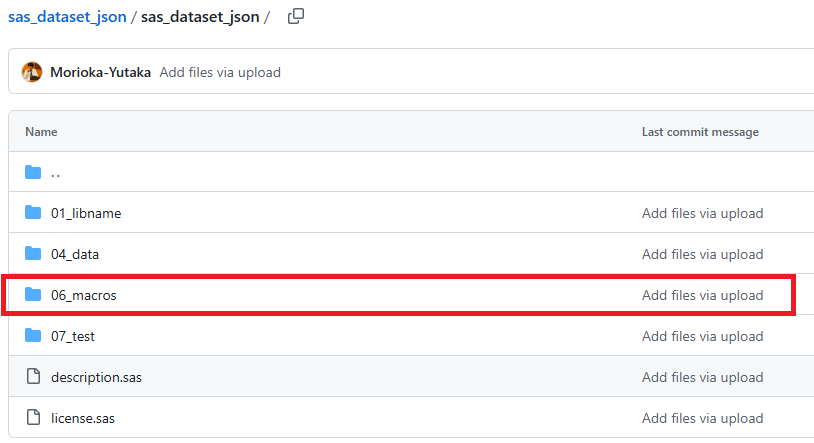 sas_dataset_json / sas_dataset_json /
Morioka-Yutaka Add files via upload
Name Last commit message
..
01_libname Add files via upload
04_data Add files via upload
06_macros Add files via upload
07_test Add files via upload
description.sas Add files via upload
license.sas Add files via upload